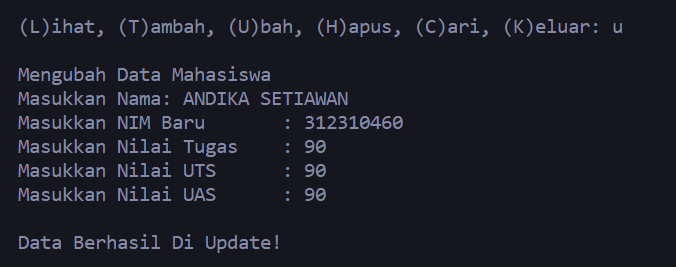 (L)ihat, (T)ambah, (U)bah, (H)apus, (C)ari, (K)eluar: u
Mengubah Data Mahasiswa
Masukkan Nama: ANDIKA SETIAWAN
Masukkan NIM Baru       : 312310460
Masukkan Nilai Tugas    : 90
Masukkan Nilai UTS      : 90
Masukkan Nilai UAS      : 90
Data Berhasil Di Update!